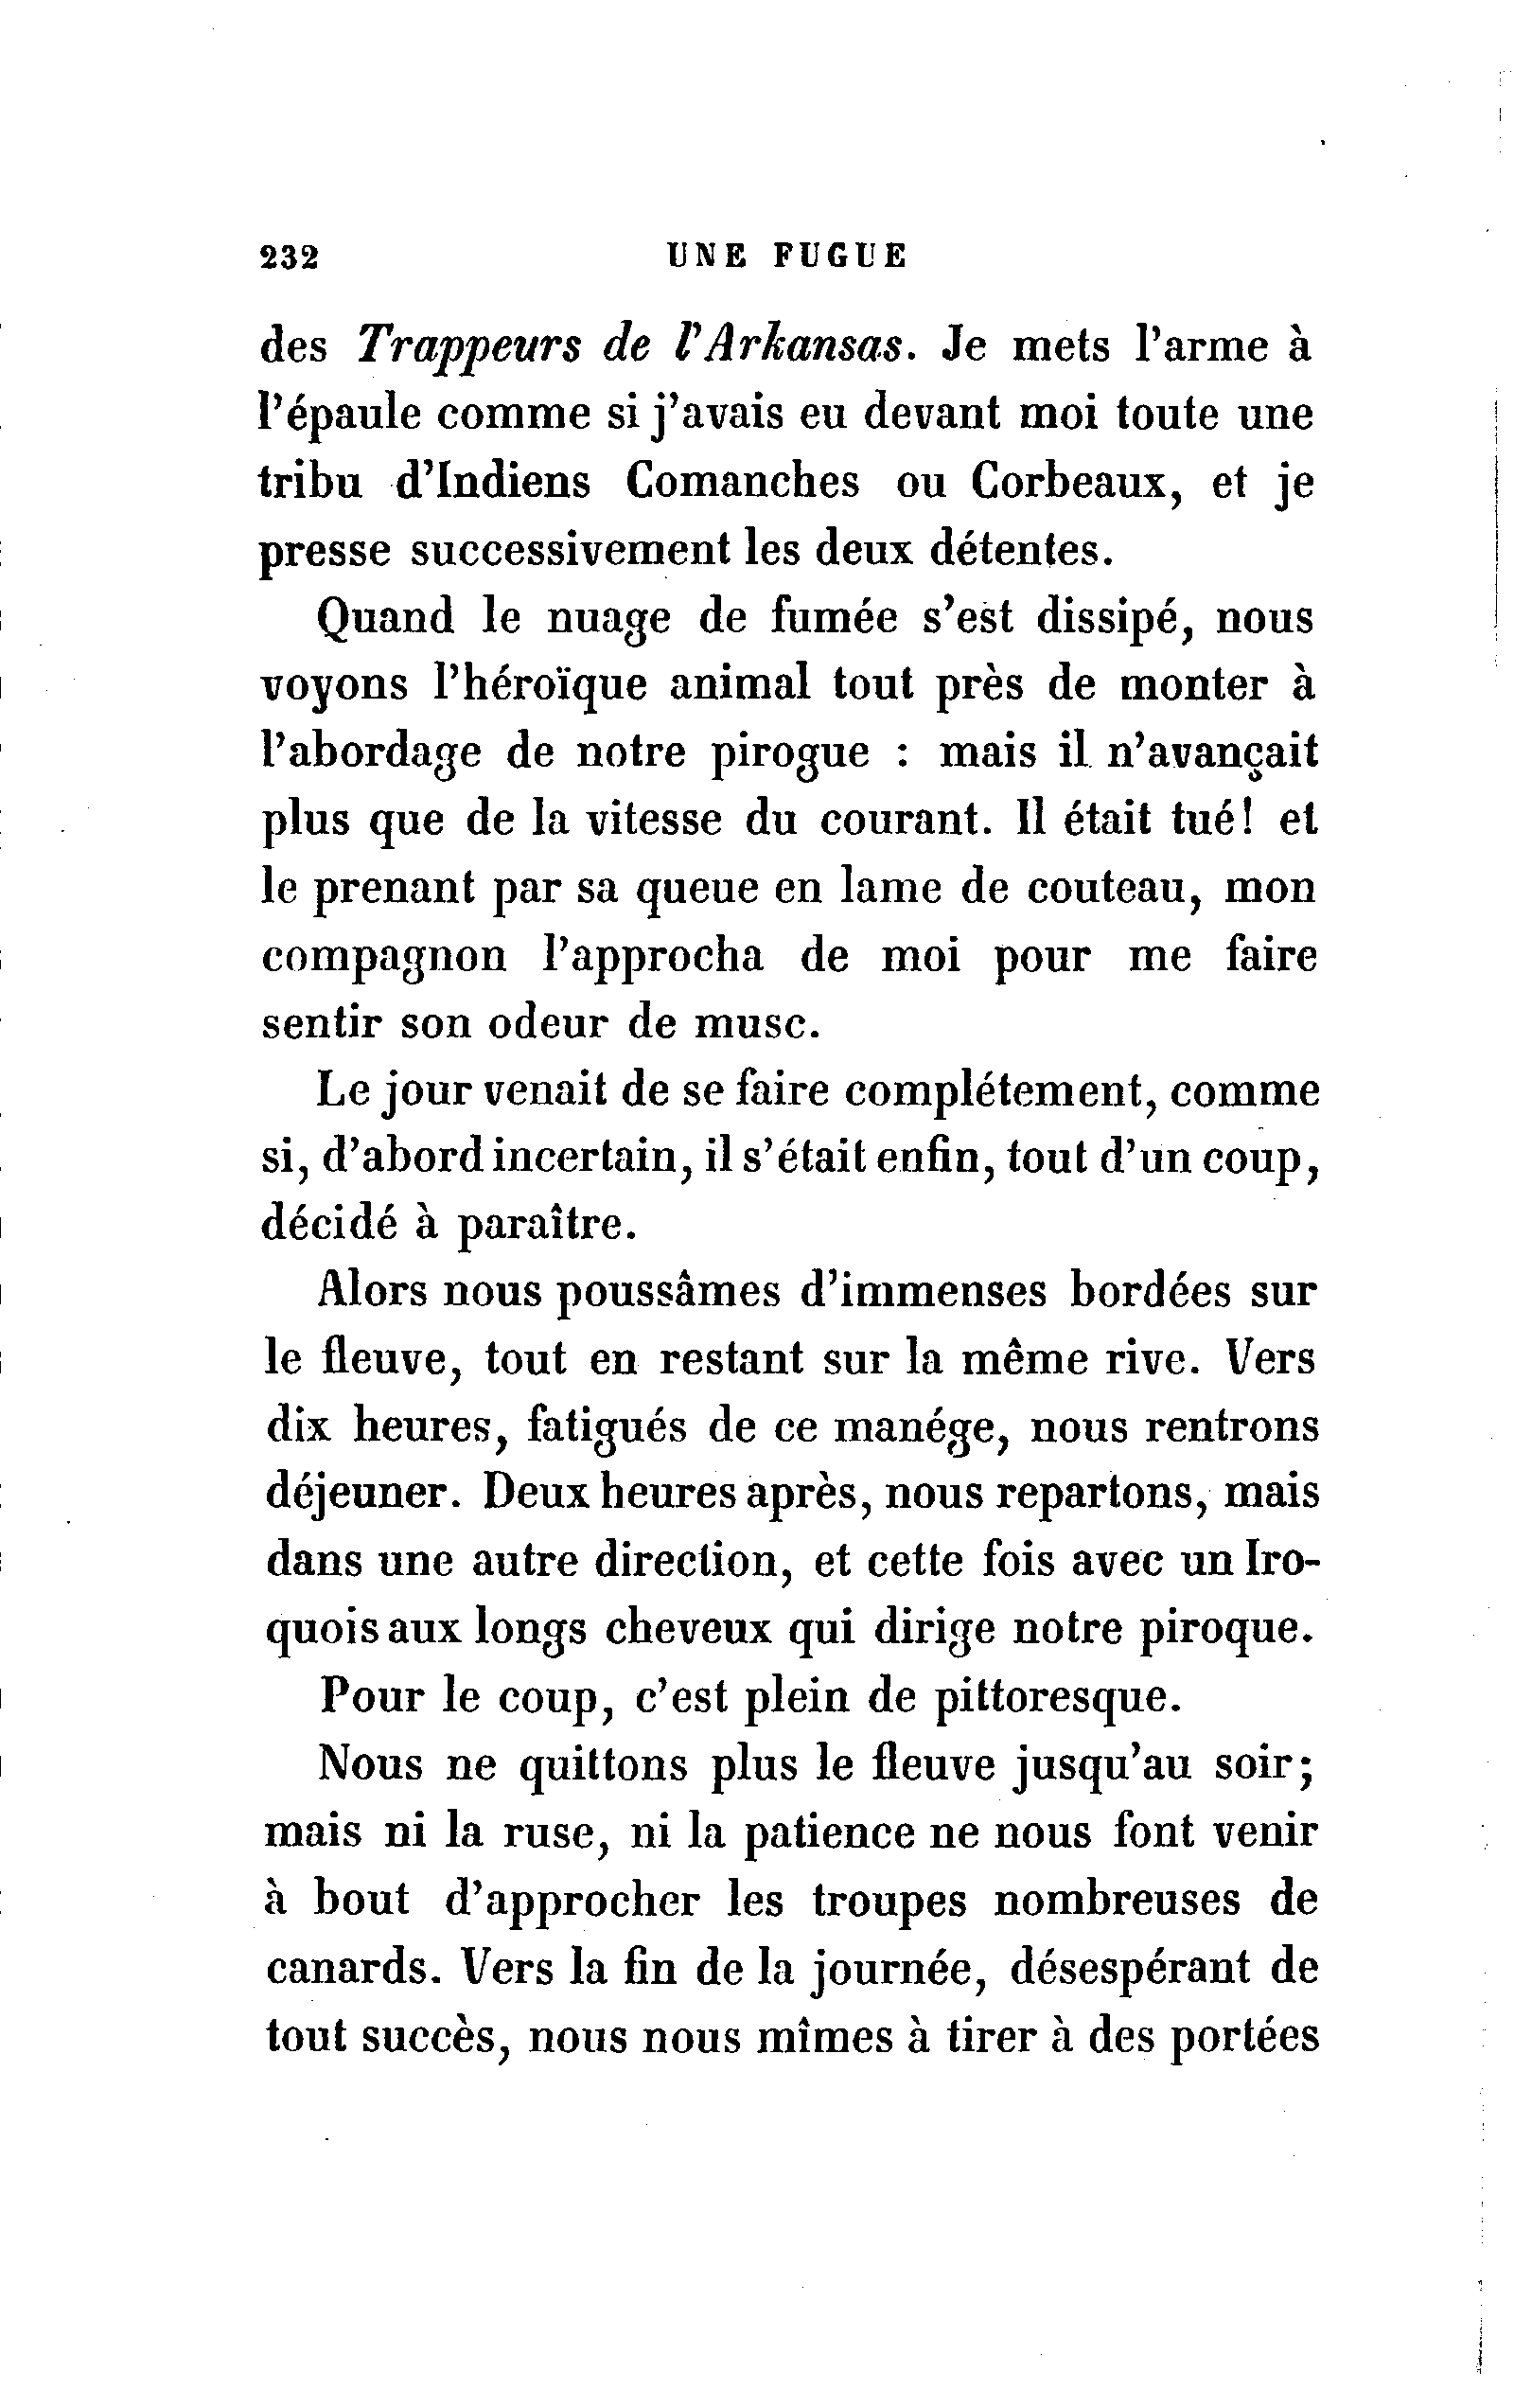 232 UNE FUGUE
des Trappeurs de l'Arkansas. Je mets l'arme à
l'épaule comme si j'avais eu devant moi toute une
tribu d'Indiens Comanches ou Corbeaux, et je
presse successivement les deux détentes.
Quand le nuage de fumée s'est dissipé, nous
voyons l'héroïque animal tout près de monter à
l'abordage de notre pirogue : mais il n'avançait
plus que de la vitesse du courant. Il était tué! et
le prenant par sa queue en lame de couteau, mon
compagnon l'approcha de moi pour me faire
sentir son odeur de musc.
Le jour venait de se faire complétement, comme
si, d'abord incertain, il s'était enfin, tout d'un coup,
décidé à paraître.
Alors nous poussâmes d'immenses bordées sur
le fleuve, tout en restant sur la même rive. Vers
dix heures, fatigués de ce manége, nous rentrons
déjeuner. Deux heures après, nous repartons, mais
dans une autre direction, et cette fois avec un Iro-
quois aux longs cheveux qui dirige notre piroque.
Pour le coup, c'est plein de pittoresque.
Nous ne quittons plus le fleuve jusqu'au soir;
mais ni la ruse, ni la patience ne nous font venir
à bout d'approcher les troupes nombreuses de
canards. Vers la fin de la journée, désespérant de
tout succès, nous nous mîmes à tirer à des portées